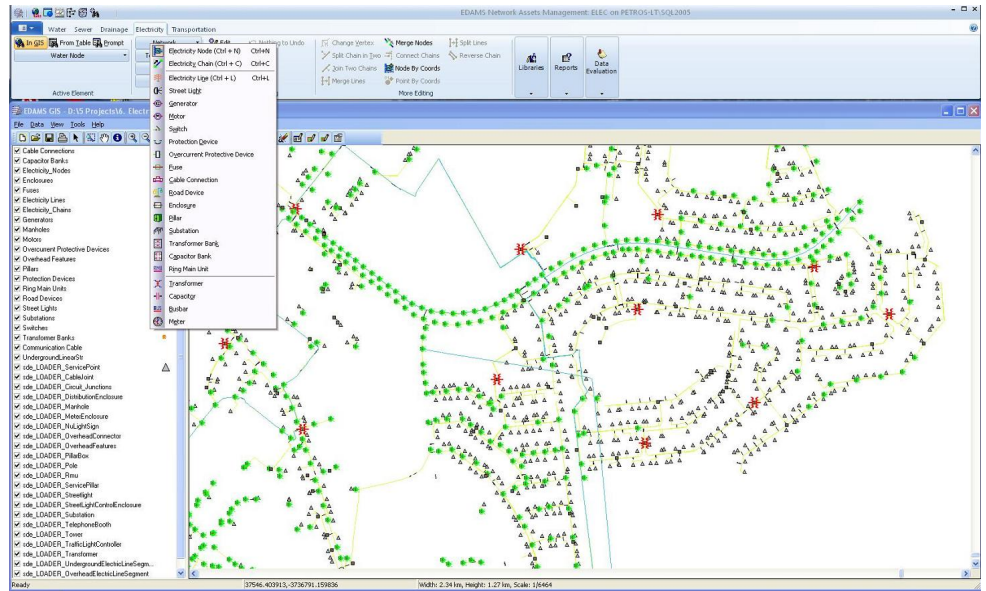 EDAMS Network Assets Management: ELEC on PETROS-LT\SQL2005
Water Sewer Drainage Electricity Transportation
In GIS From Table Prompt
Water Node
Active Element
Network
Edit
Nothing to Undo
Change Vertex Merge Nodes Split Lines
Split Chain in Two Connect Chains Reverse Chain
Join Two Chains Node By Coords
Merge Lines Point By Coords
More Editing
Libraries
Reports
Data Evaluation
Electricity Node (Ctrl + N) Ctrl+N
Electricity Chain (Ctrl + C) Ctrl+C
Electricity Line (Ctrl + L) Ctrl+L
Street Light
Generator
Motor
Switch
Protection Device
Overcurrent Protective Device
Fuse
Cable Connection
Road Device
Enclosure
Pillar
Substation
Transformer Bank
Capacitor Bank
Ring Main Unit
Transformer
Capacitor
Busbar
Meter
EDAMS GIS - D:\5 Projects\6. Electr
File Data View Tools Help
Cable Connections
Capacitor Banks
Electricity_Nodes
Enclosures
Fuses
Electricity Lines
Electricity_Chains
Generators
Manholes
Motors
Overcurrent Protective Devices
Overhead Features
Pillars
Protection Devices
Ring Main Units
Road Devices
Street Lights
Substations
Switches
Transformer Banks
Communication Cable
UndergroundLinearStr
sde_LOADER_ServicePoint
sde_LOADER_CableJoint
sde_LOADER_Circuit_Junctions
sde_LOADER_DistributionEnclosure
sde_LOADER_Manhole
sde_LOADER_MeterEnclosure
sde_LOADER_NuLightSign
sde_LOADER_OverheadConnector
sde_LOADER_OverheadFeatures
sde_LOADER_PillarBox
sde_LOADER_Pole
sde_LOADER_Rmu
sde_LOADER_ServicePillar
sde_LOADER_Streetlight
sde_LOADER_StreetLightControlEnclosure
sde_LOADER_Substation
sde_LOADER_TelephoneBooth
sde_LOADER_Tower
sde_LOADER_TrafficLightController
sde_LOADER_Transformer
sde_LOADER_UndergroundElectricLineSegm...
sde_LOADER_OverheadElectricLineSegment
Ready 37546.403913,-3736791.159836 Width: 2.34 km, Height: 1.27 km, Scale: 1/6464